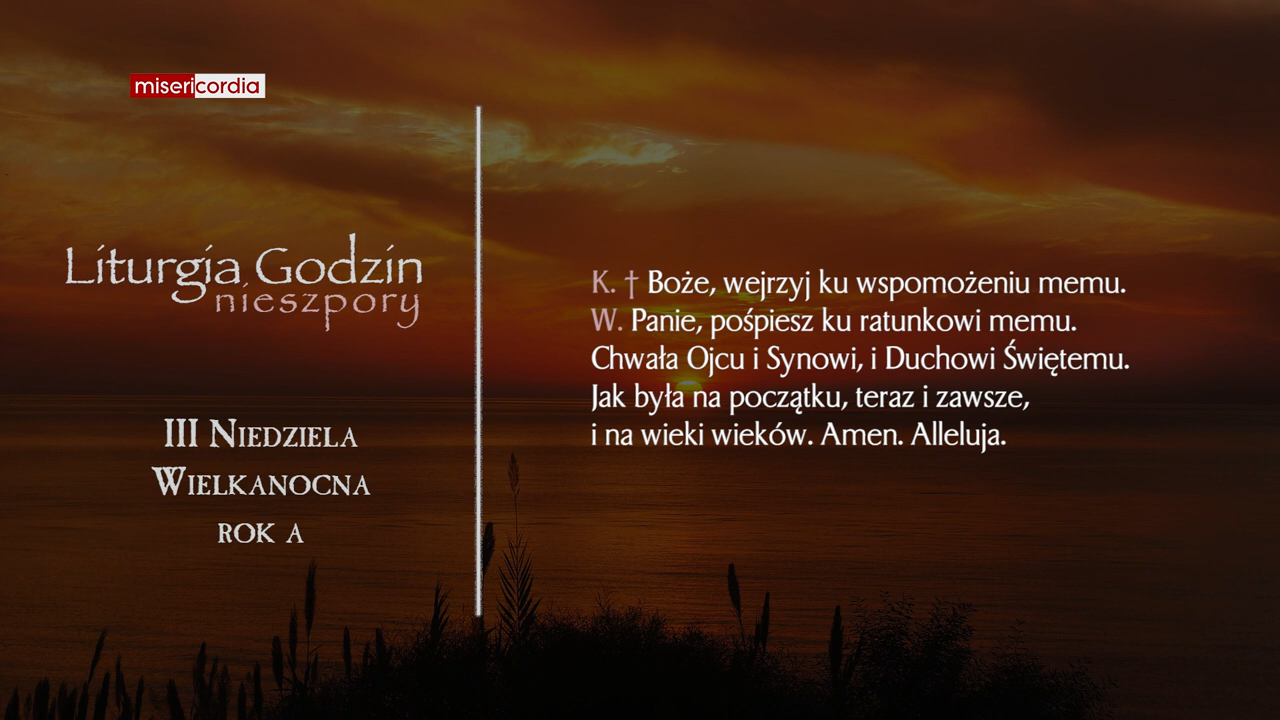 misericordia
Liturgia Godzin
nieszpory
III Niedziela
Wielkanocna
rok A
K. † Boże, wejrzyj ku wspomożeniu memu.
W. Panie, pośpiesz ku ratunkowi memu.
Chwała Ojcu i Synowi, i Duchowi Świętemu.
Jak była na początku, teraz i zawsze,
i na wieki wieków. Amen. Alleluja.